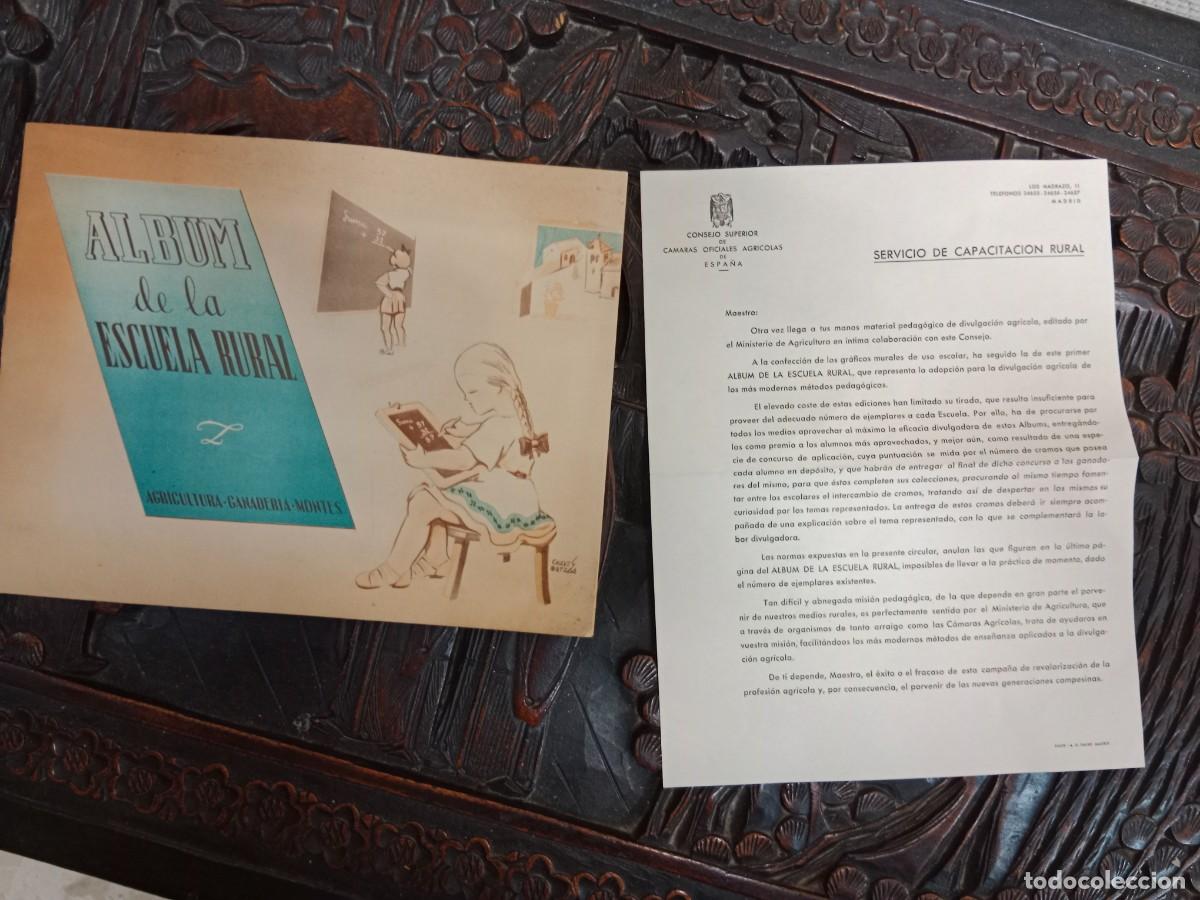 ALBUM
de la
ESCUELA RURAL
I
AGRICULTURA-GANADERIA-MONTES
Suma 37
+ 23
Suma 37
CONSEJO SUPERIOR
DE
CAMARAS OFICIALES AGRICOLAS
DE
ESPAÑA
LOS MADRAZO, 11
MADRID
SERVICIO DE CAPACITACION RURAL
Maestro:
Otra vez llega a tus manos material pedagógico de divulgación agrícola, editado por
el Ministerio de Agricultura en íntima colaboración con este Consejo.
A la confección de los gráficos murales de uso escolar, ha seguido la de este primer
ALBUM DE LA ESCUELA RURAL, que representa la adopción para la divulgación agrícola de
los más modernos métodos pedagógicos.
El elevado coste de estas ediciones han limitado su tirada, que resulta insuficiente para
proveer del adecuado número de ejemplares a cada Escuela. Por ello, ha de procurarse por
todos los medios aprovechar al máximo la eficacia divulgadora de estos Albums, entregándo-
los como premio a los alumnos más aprovechados, y mejor aún, como resultado de una espe-
cie de concurso de aplicación, cuya puntuación se mida por el número de cromos que posea
cada alumno en depósito, y que habrán de entregar al final de dicho concurso a los ganado-
res del mismo, para que éstos completen sus colecciones, procurando al mismo tiempo fomen-
tar entre los escolares el intercambio de cromos, tratando así de despertar en los mismos su
curiosidad por los temas representados. La entrega de estos cromos deberá ir siempre acom-
pañada de una explicación sobre el tema representado, con lo que se complementará la la-
bor divulgadora.
Las normas expuestas en la presente circular, anulan las que figuran en la última pá-
gina del ALBUM DE LA ESCUELA RURAL, imposibles de llevar a la práctica de momento, dado
el número de ejemplares existentes.
Tan difícil y abnegada misión pedagógica, de la que depende en gran parte el porve-
nir de nuestros medios rurales, es perfectamente sentida por el Ministerio de Agricultura, que
a través de organismos de tanto arraigo como las Cámaras Agrícolas, trata de ayudaros en
vuestra misión, facilitándoos los más modernos métodos de enseñanza aplicados a la divulga-
ción agrícola.
De ti depende, Maestro, el éxito o el fracaso de esta campaña de revalorización de la
profesión agrícola y, por consecuencia, el porvenir de las nuevas generaciones campesinas.
todocoleccion